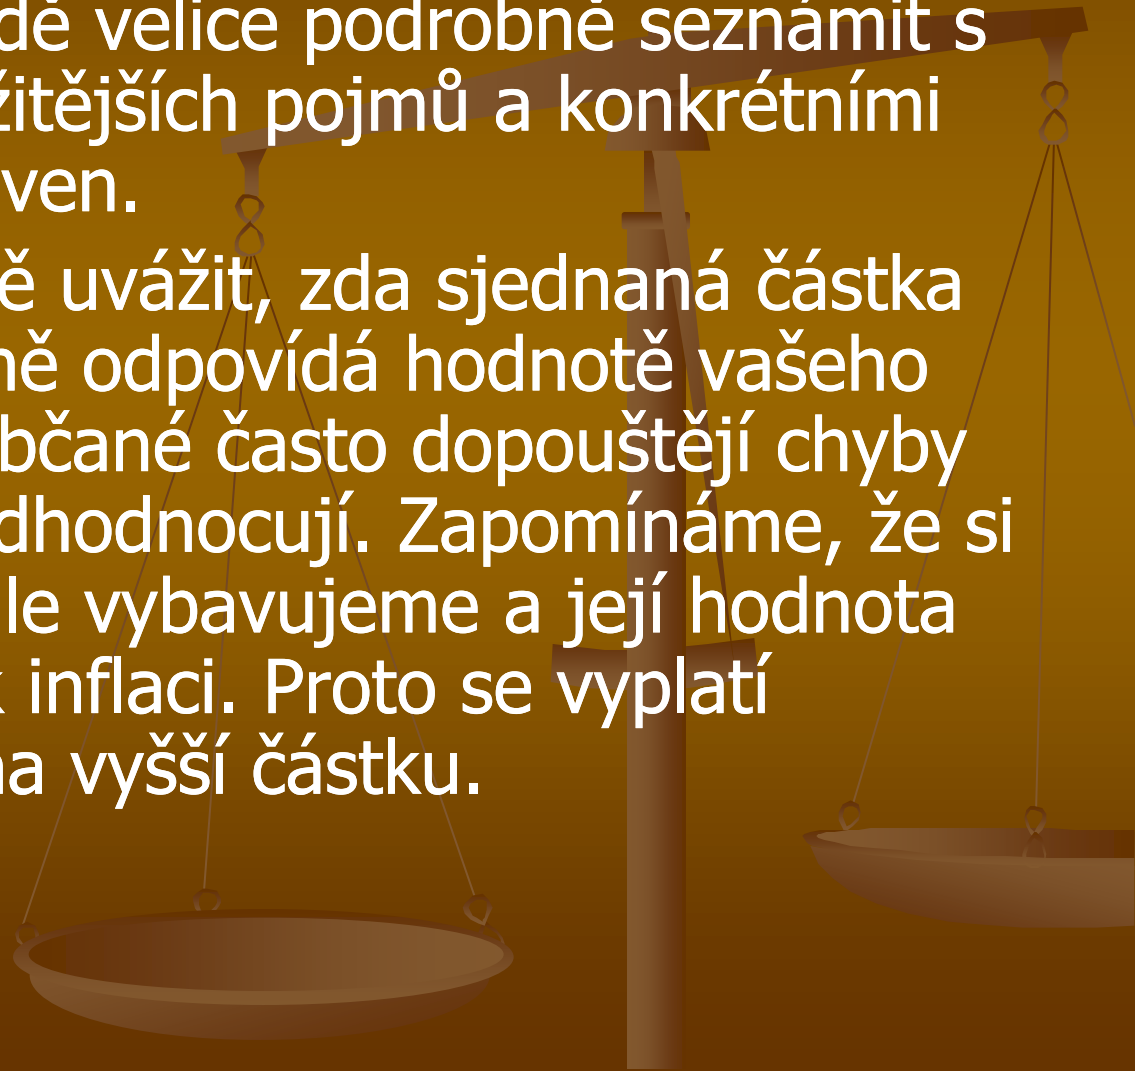 dě velice podrobně seznámit s
žitějších pojmů a konkrétními
ven.
ě uvážit, zda sjednaná částka
ně odpovídá hodnotě vašeho
bčané často dopouštějí chyby
dhodnocují. Zapomínáme, že si
le vybavujeme a její hodnota
k inflaci. Proto se vyplatí
na vyšší částku.